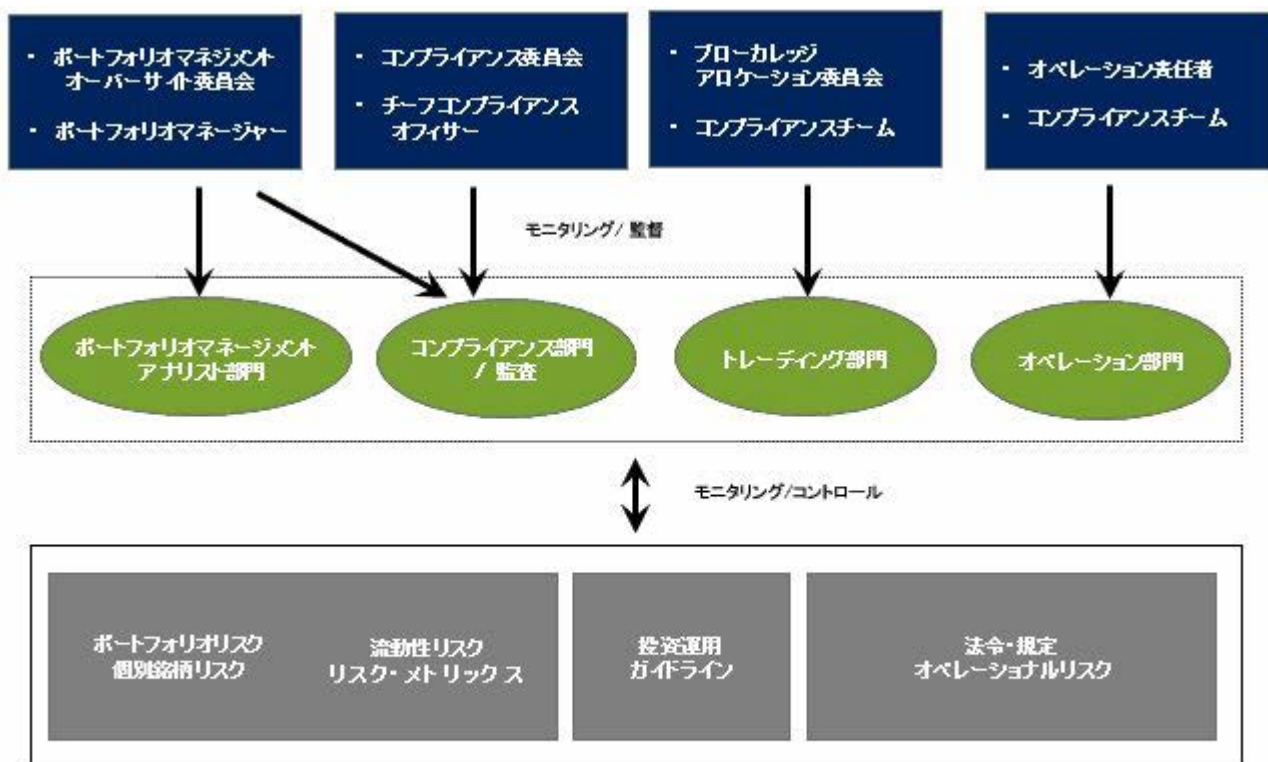 ・ ポートフォリオマネジメント
オーバーサイト委員会
・ ポートフォリオマネージャー
・ コンプライアンス委員会
・ チーフコンプライアンス
オフィサー
・ ブローカレッジ
アロケーション委員会
・ コンプライアンスチーム
・ オペレーション責任者
・ コンプライアンスチーム
モニタリング/ 監督
ポートフォリオマネージメント
アナリスト部門
コンプライアンス部門
/ 監査
トレーディング部門
オペレーション部門
モニタリング/コントロール
ポートフォリオリスク
個別銘柄リスク
流動性リスク
リスク・メトリックス
投資運用
ガイドライン
法令・規定
オペレーショナルリスク